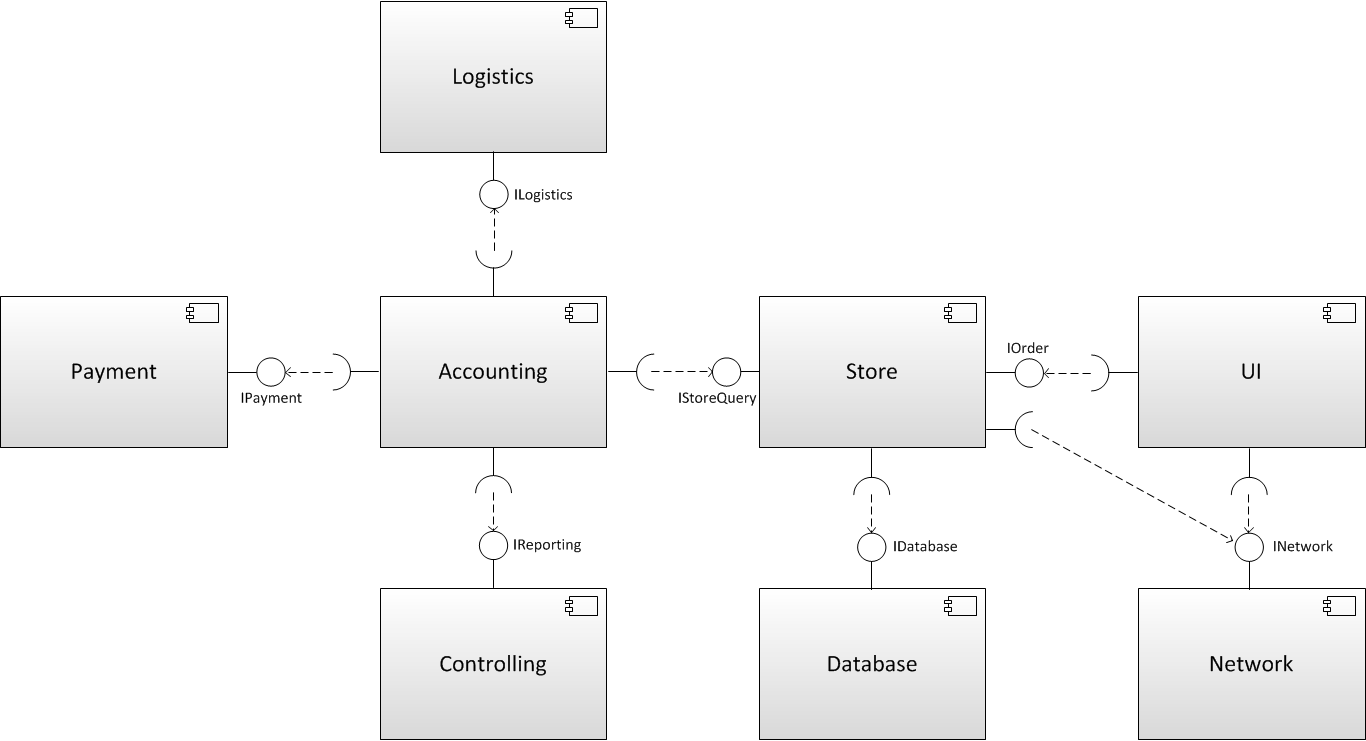 Logistics
ILogistics
Payment
Accounting
Store
UI
IOrder
IPayment
IStoreQuery
IReporting
IDatabase
INetwork
Controlling
Database
Network